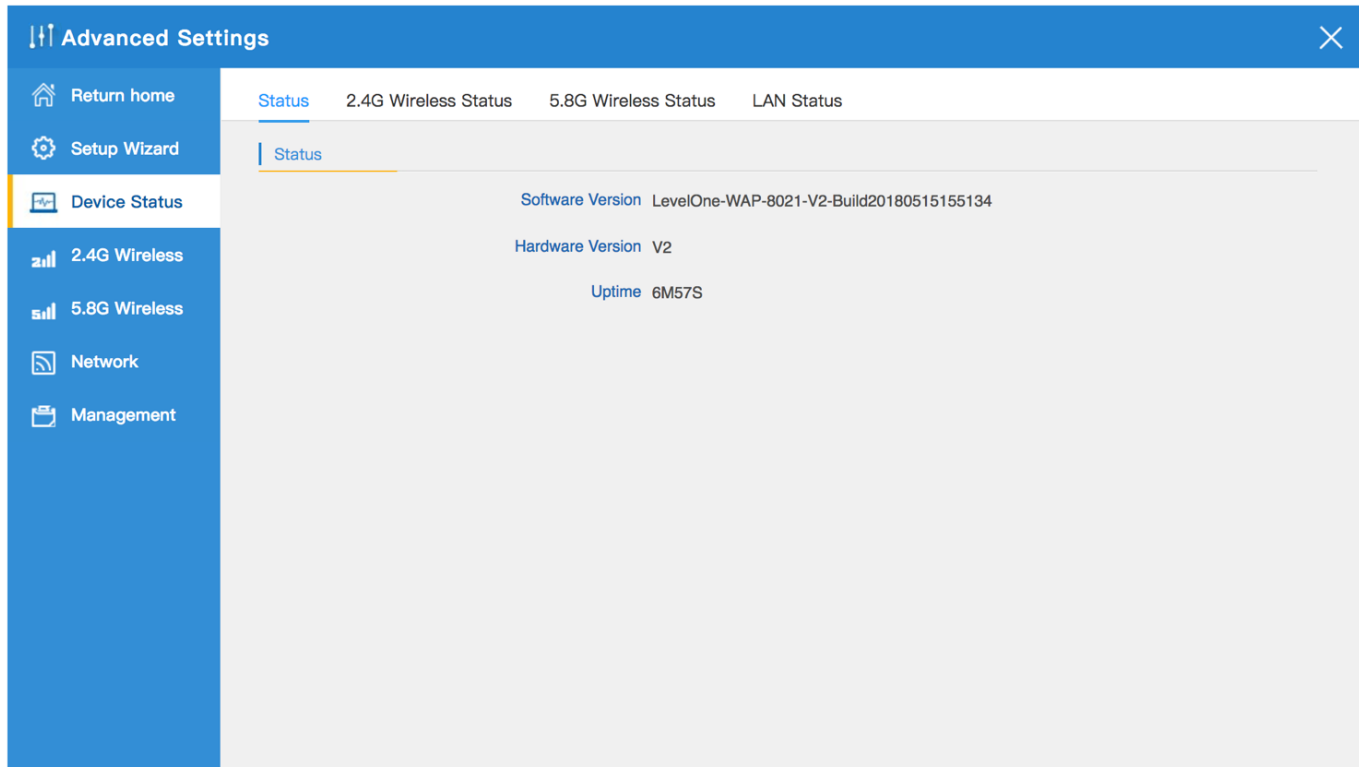 Advanced Settings
Return home
Setup Wizard
Device Status
2.4G Wireless
5.8G Wireless
Network
Management
Status 2.4G Wireless Status 5.8G Wireless Status LAN Status
Status
Software Version LevelOne-WAP-8021-V2-Build20180515155134
Hardware Version V2
Uptime 6M57S